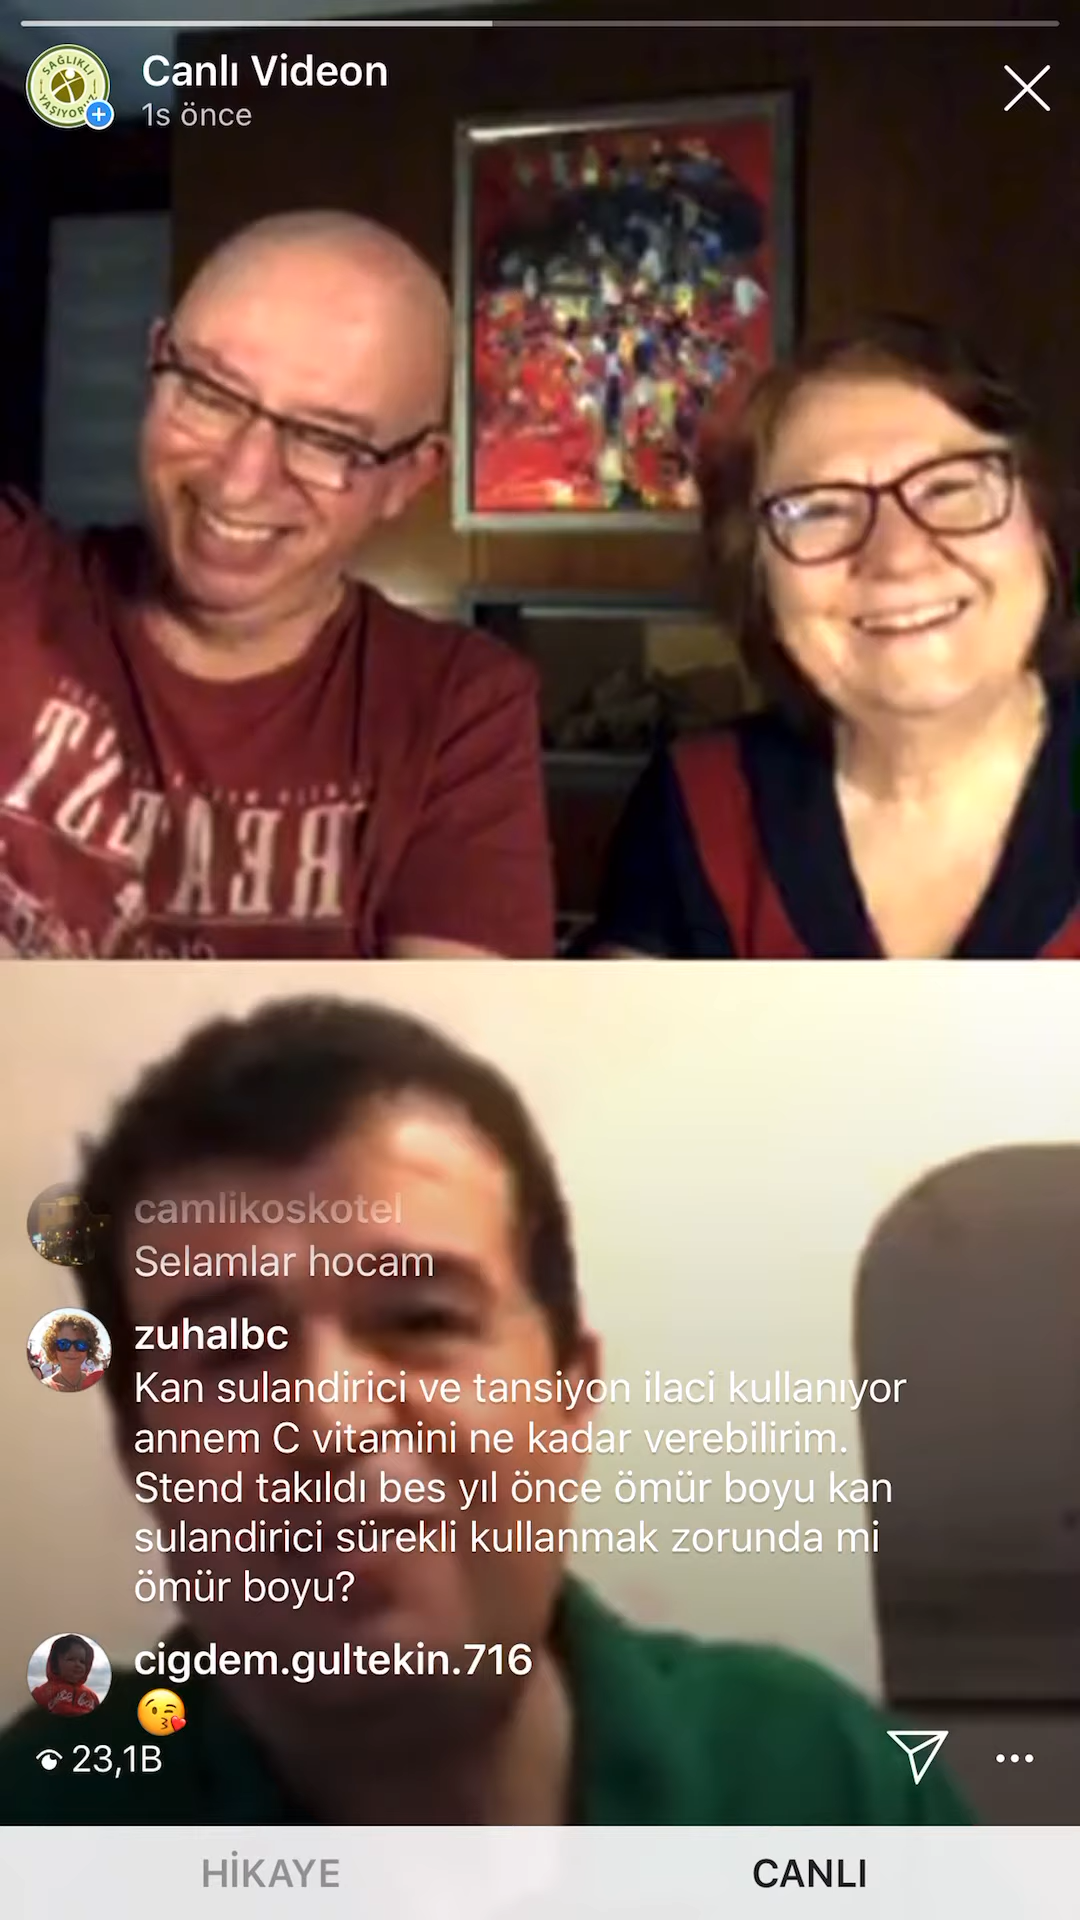 SAĞLIKLI
YAŞIYORUZ
Canlı Videon
1s önce
camlikoskotel
Selamlar hocam
zuhalbc
Kan sulandirici ve tansiyon ilaci kullanıyor
annem C vitamini ne kadar verebilirim.
Stend takıldı bes yıl önce ömür boyu kan
sulandirici sürekli kullanmak zorunda mi
ömür boyu?
cigdem.gultekin.716
😘
23,1B
HİKAYE
CANLI